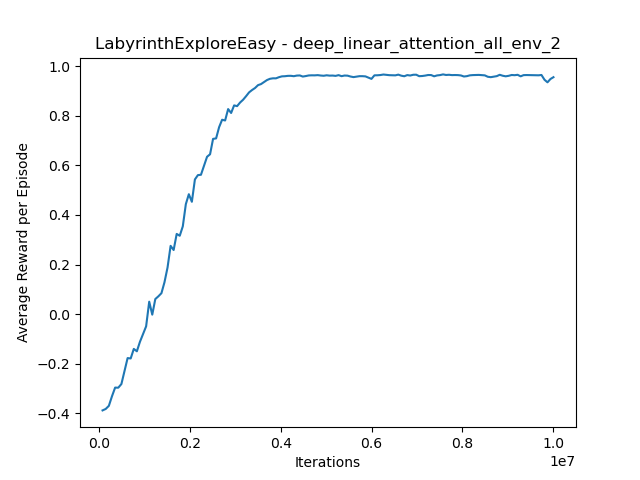 LabyrinthExploreEasy - deep_linear_attention_all_env_2
Average Reward per Episode
1.0
0.8
0.6
0.4
0.2
0.0
−0.2
−0.4
0.0 0.2 0.4 0.6 0.8 1.0
1e7
Iterations